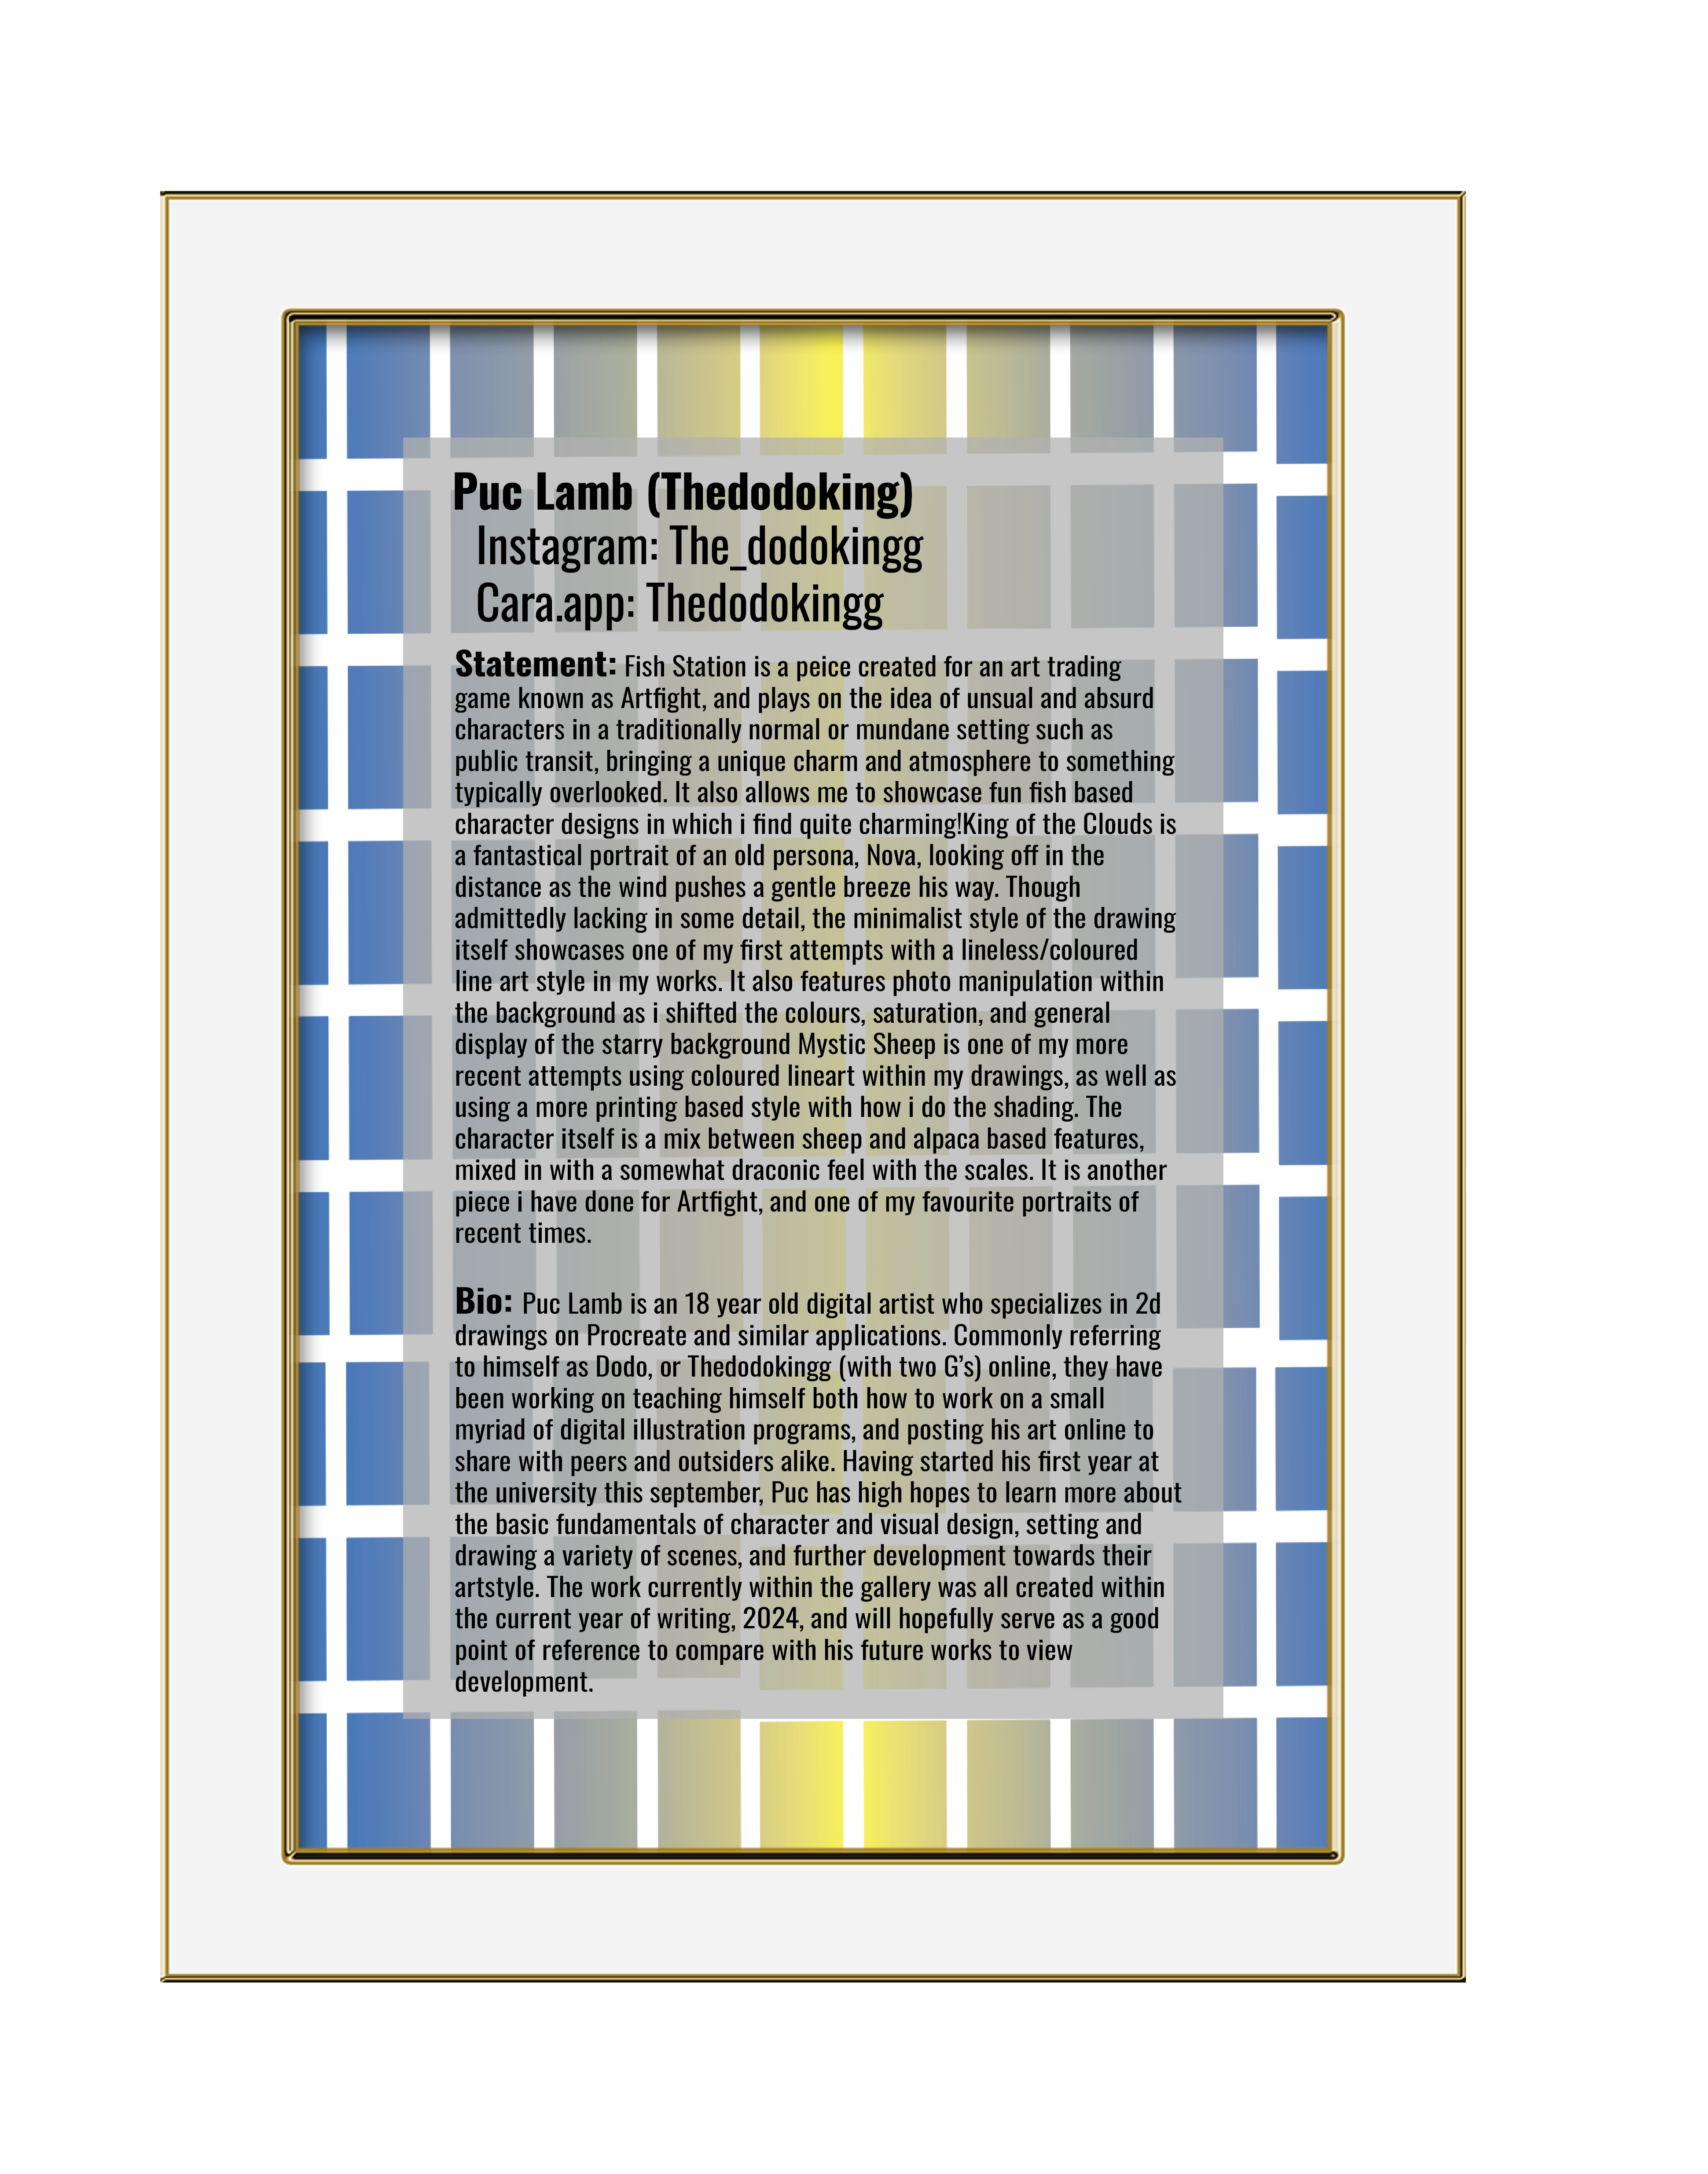 Puc Lamb (Thedodoking)
Instagram: The_dodokingg
Cara.app: Thedodokingg
Statement: Fish Station is a peice created for an art trading
game known as Artfight, and plays on the idea of unsual and absurd
characters in a traditionally normal or mundane setting such as
public transit, bringing a unique charm and atmosphere to something
typically overlooked. It also allows me to showcase fun fish based
character designs in which i find quite charming!King of the Clouds is
a fantastical portrait of an old persona, Nova, looking off in the
distance as the wind pushes a gentle breeze his way. Though
admittedly lacking in some detail, the minimalist style of the drawing
itself showcases one of my first attempts with a lineless/coloured
line art style in my works. It also features photo manipulation within
the background as i shifted the colours, saturation, and general
display of the starry background Mystic Sheep is one of my more
recent attempts using coloured lineart within my drawings, as well as
using a more printing based style with how i do the shading. The
character itself is a mix between sheep and alpaca based features,
mixed in with a somewhat draconic feel with the scales. It is another
piece i have done for Artfight, and one of my favourite portraits of
recent times.
Bio: Puc Lamb is an 18 year old digital artist who specializes in 2d
drawings on Procreate and similar applications. Commonly referring
to himself as Dodo, or Thedodokingg (with two G’s) online, they have
been working on teaching himself both how to work on a small
myriad of digital illustration programs, and posting his art online to
share with peers and outsiders alike. Having started his first year at
the university this september, Puc has high hopes to learn more about
the basic fundamentals of character and visual design, setting and
drawing a variety of scenes, and further development towards their
artstyle. The work currently within the gallery was all created within
the current year of writing, 2024, and will hopefully serve as a good
point of reference to compare with his future works to view
development.